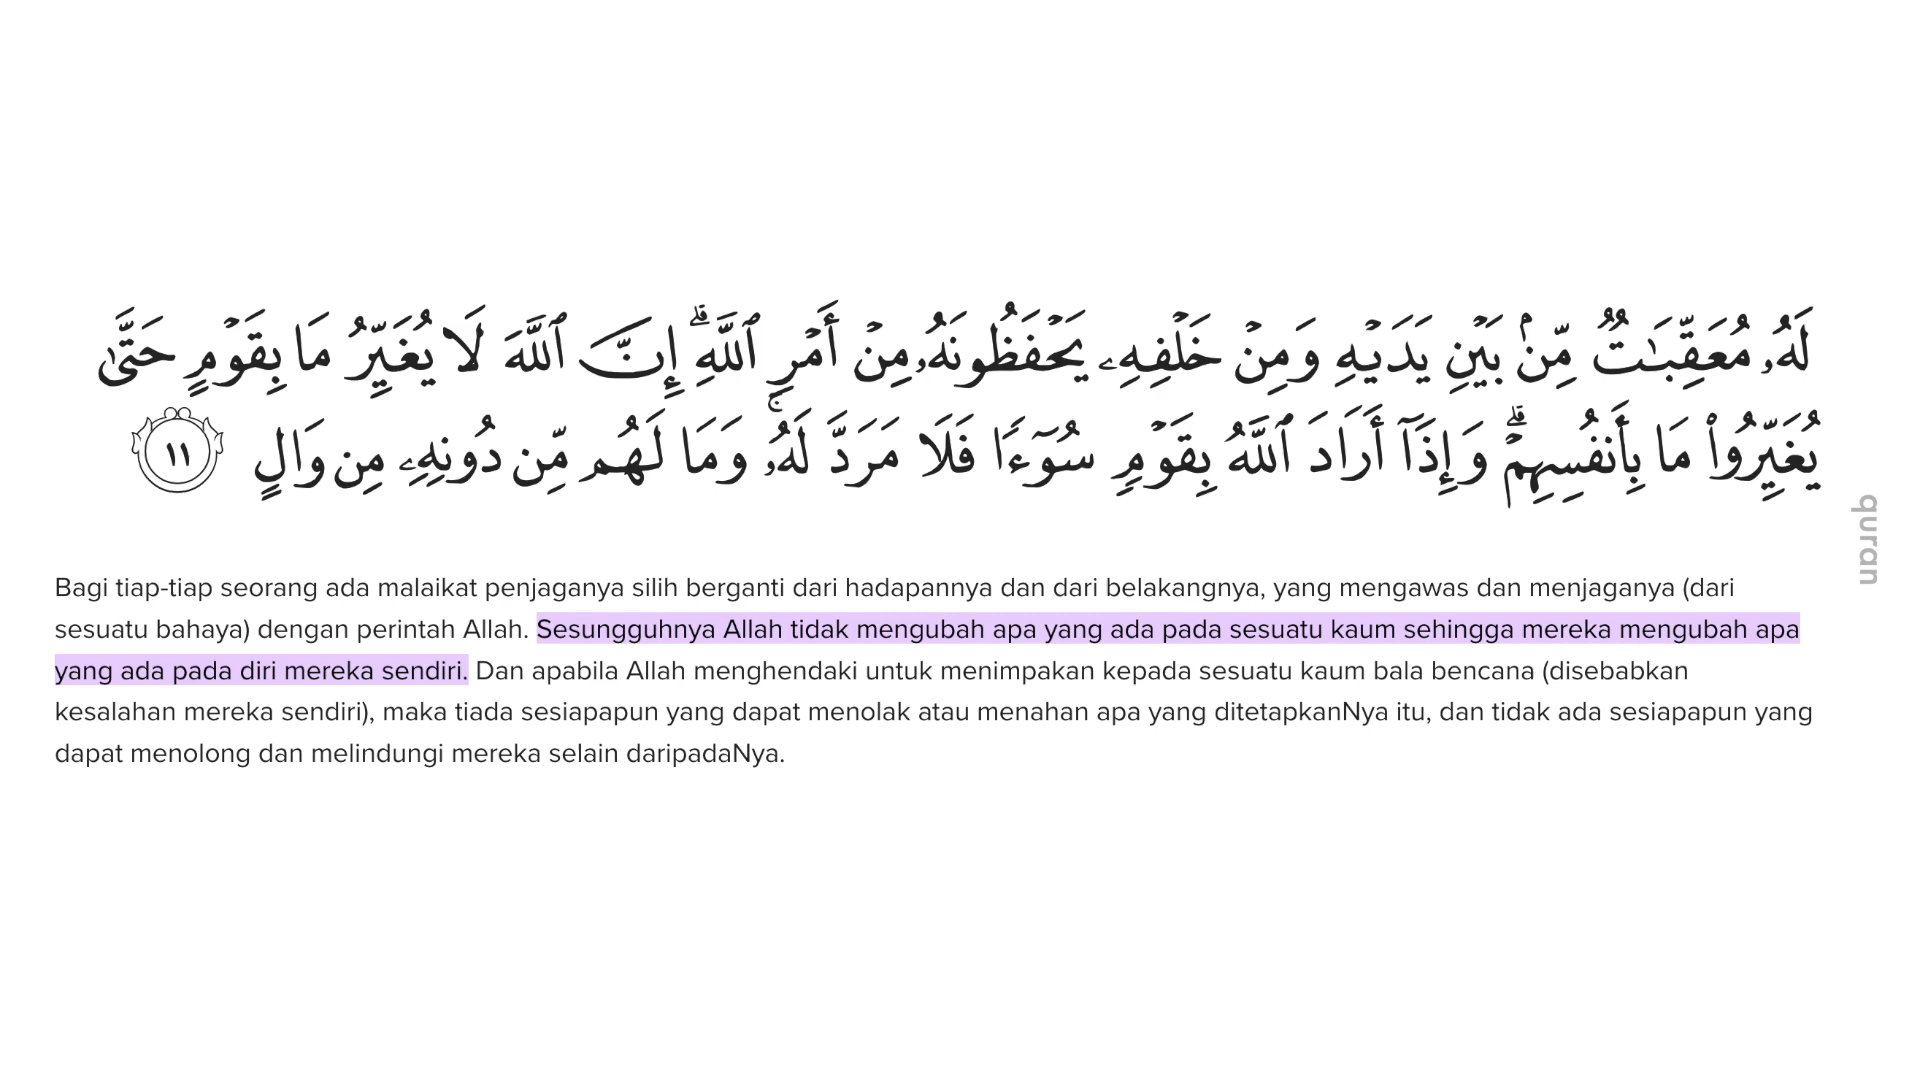 لَهُۥ مُعَقِّبَـٰتٌ مِّنۢ بَيْنِ يَدَيْهِ وَمِنْ خَلْفِهِۦ يَحْفَظُونَهُۥ مِنْ أَمْرِ ٱللَّهِ ۗ إِنَّ ٱللَّهَ لَا يُغَيِّرُ مَا بِقَوْمٍ حَتَّىٰ
يُغَيِّرُوا۟ مَا بِأَنفُسِهِمْ ۗ وَإِذَآ أَرَادَ ٱللَّهُ بِقَوْمٍ سُوٓءًا فَلَا مَرَدَّ لَهُۥ ۚ وَمَا لَهُم مِّن دُونِهِۦ مِن وَالٍ ١١
Bagi tiap-tiap seorang ada malaikat penjaganya silih berganti dari hadapannya dan dari belakangnya, yang mengawas dan menjaganya (dari
sesuatu bahaya) dengan perintah Allah. Sesungguhnya Allah tidak mengubah apa yang ada pada sesuatu kaum sehingga mereka mengubah apa
yang ada pada diri mereka sendiri. Dan apabila Allah menghendaki untuk menimpakan kepada sesuatu kaum bala bencana (disebabkan
kesalahan mereka sendiri), maka tiada sesiapapun yang dapat menolak atau menahan apa yang ditetapkanNya itu, dan tidak ada sesiapapun yang
dapat menolong dan melindungi mereka selain daripadaNya.
quran